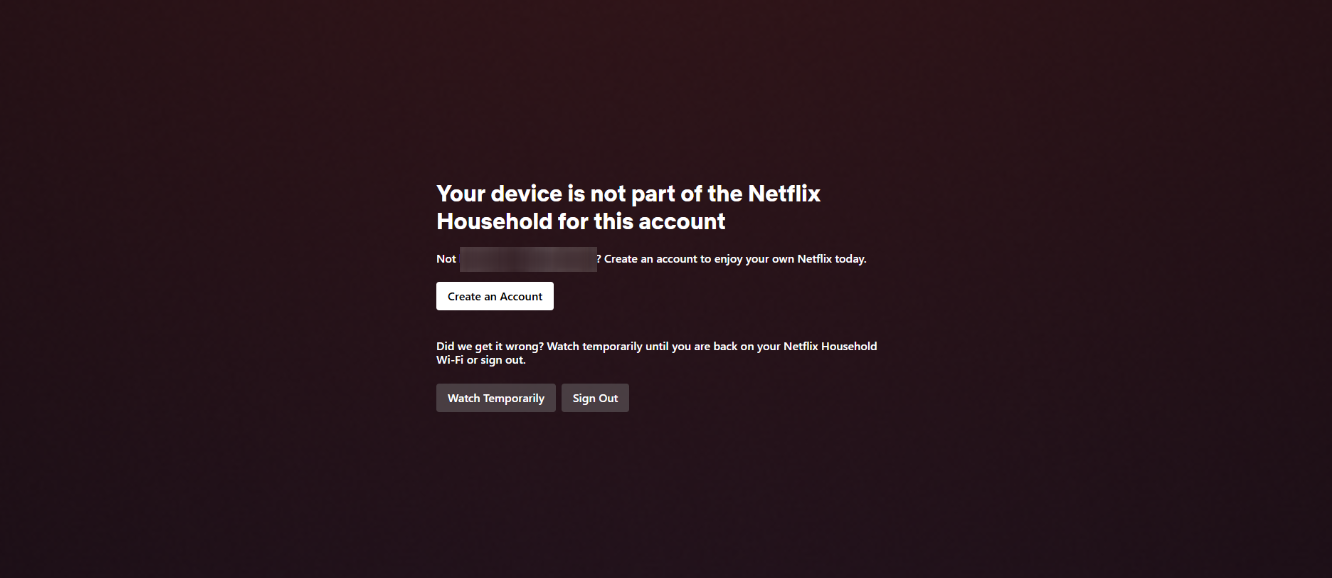 Your device is not part of the Netflix
Household for this account
Not ? Create an account to enjoy your own Netflix today.
Create an Account
Did we get it wrong? Watch temporarily until you are back on your Netflix Household
Wi-Fi or sign out.
Watch Temporarily
Sign Out